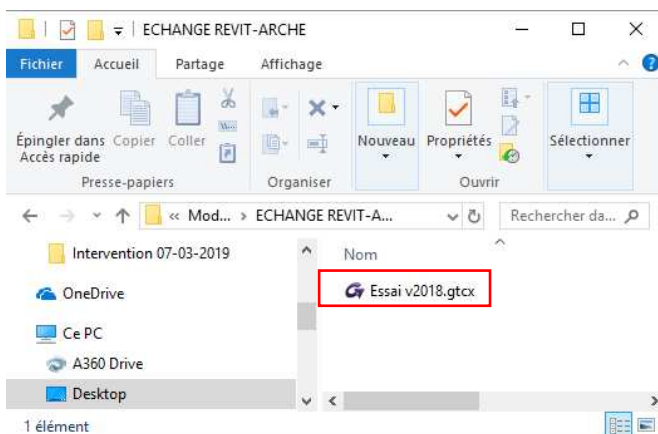 ECHANGE REVIT-ARCHE
Fichier Accueil Partage Affichage
Épingler dans Accès rapide
Copier
Coller
Nouveau
Propriétés
Sélectionner
Presse-papiers Organiser Ouvrir
« Mod... > ECHANGE REVIT-A... Rechercher da...
Intervention 07-03-2019
OneDrive
Ce PC
A360 Drive
Desktop
Nom
Essai v2018.gtcx
1 élément